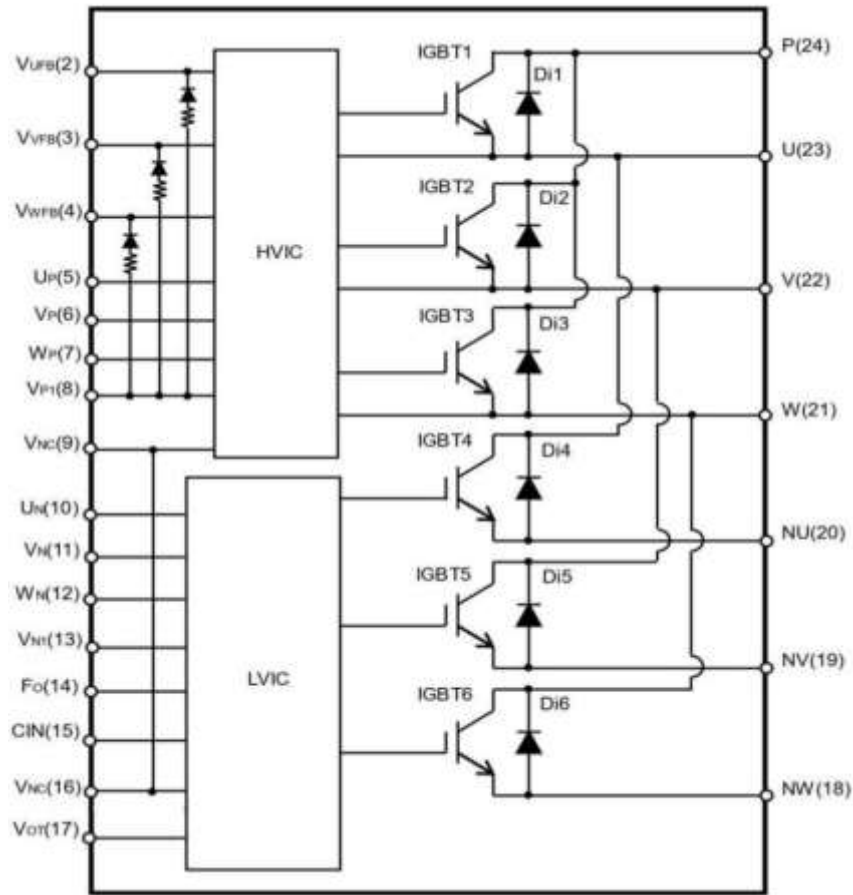 VUFB(2)
VVFB(3)
VWFB(4)
UP(5)
VP(6)
WP(7)
VP1(8)
VNC(9)
UN(10)
VN(11)
WN(12)
VN1(13)
FO(14)
CIN(15)
VNC(16)
VOT(17)
HVIC
LVIC
IGBT1
Di1
IGBT2
Di2
IGBT3
Di3
IGBT4
Di4
IGBT5
Di5
IGBT6
Di6
P(24)
U(23)
V(22)
W(21)
NU(20)
NV(19)
NW(18)